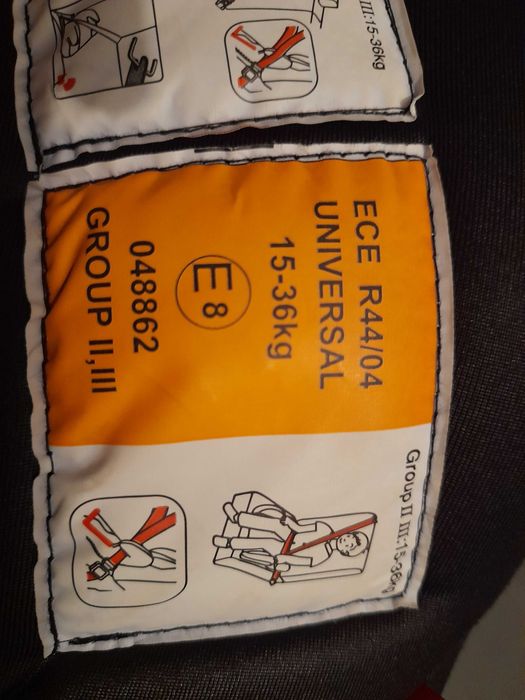 III:15-36kg
ECE R44/04
UNIVERSAL
15-36kg
E 8
048862
GROUP II,III
Group II III:15-36kg